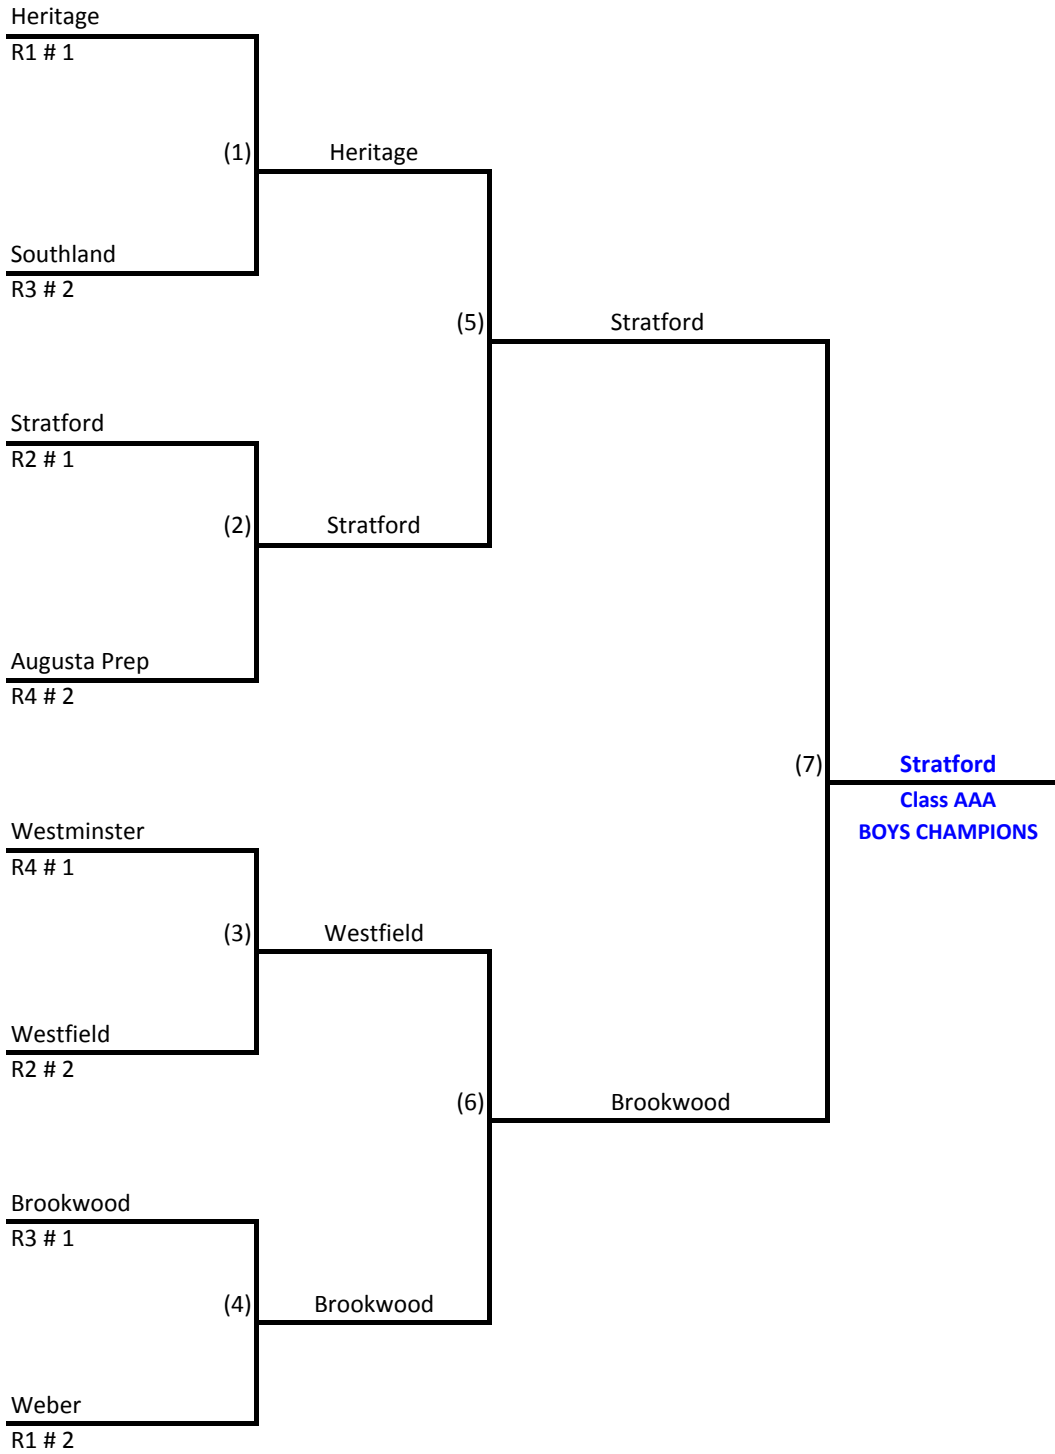 Heritage
R1 # 1
(1)
Heritage
Southland
R3 # 2
(5)
Stratford
Stratford
R2 # 1
(2)
Stratford
Augusta Prep
R4 # 2
(7)
Stratford
Class AAA
BOYS CHAMPIONS
Westminster
R4 # 1
(3)
Westfield
Westfield
R2 # 2
(6)
Brookwood
Brookwood
R3 # 1
(4)
Brookwood
Weber
R1 # 2